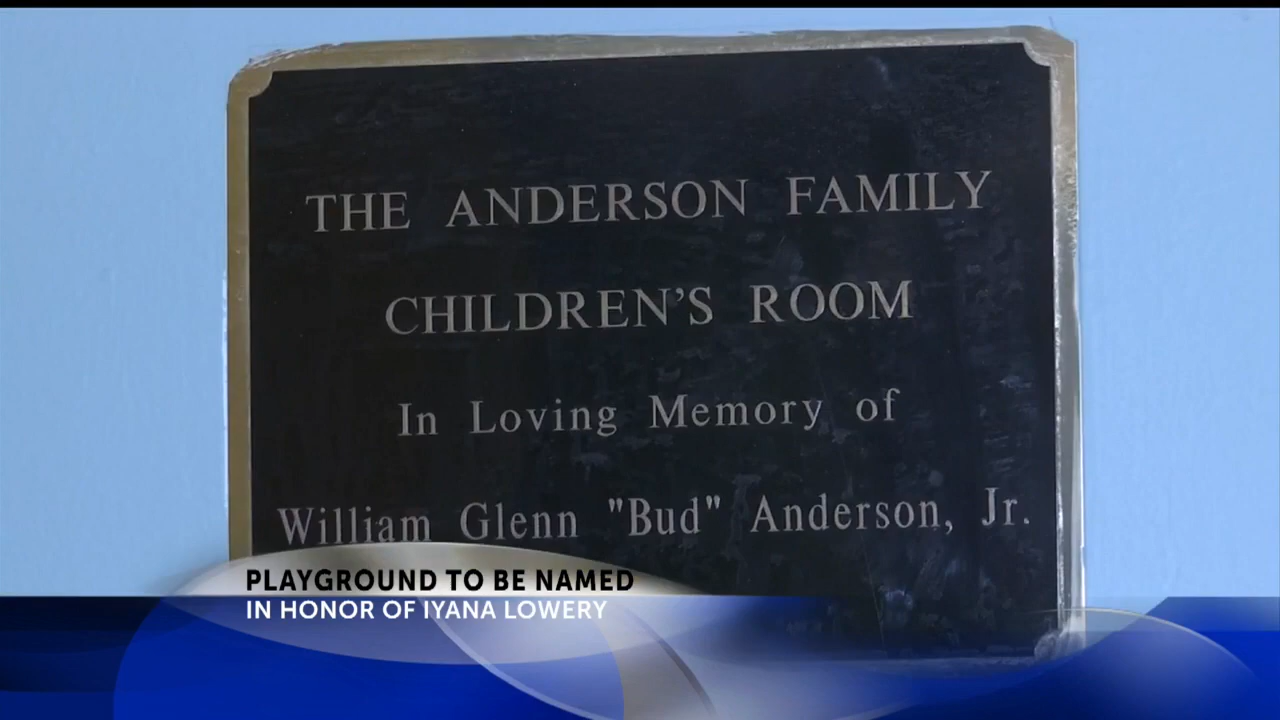 THE ANDERSON FAMILY
CHILDREN'S ROOM
In Loving Memory of
William Glenn "Bud" Anderson, Jr.
PLAYGROUND TO BE NAMED
IN HONOR OF IYANA LOWERY